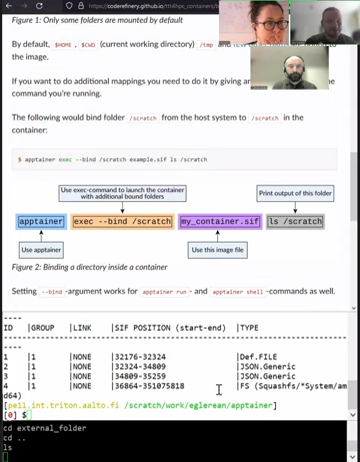 coderefinery.github.io/ttt4hpc_containers/b
Figure 1: Only some folders are mounted by default
By default, $HOME , $CWD (current working directory) /tmp and few
the image.
If you want to do additional mappings you need to do it by giving an
command you're running.
The following would bind folder /scratch from the host system to /scratch in the
container:
$ apptainer exec --bind /scratch example.sif ls /scratch
Use exec-command to launch the container
with additional bound folders
Print output of this folder
apptainer exec --bind /scratch my_container.sif ls /scratch
Use apptainer
Use this image file
Figure 2: Binding a directory inside a container
Setting --bind -argument works for apptainer run - and apptainer shell -commands as well.
----
ID |GROUP |LINK |SIF POSITION (start-end) |TYPE
----
1 |1 |NONE |32176-32324 |Def.FILE
2 |1 |NONE |32324-34809 |JSON.Generic
3 |1 |NONE |34809-35259 |JSON.Generic
4 |1 |NONE |36864-351075818 |FS (Squashfs/*System/am
d64)
[pell.int.triton.aalto.fi /scratch/work/eglerean/apptainer]
[0] $
cd external_folder
cd ..
ls